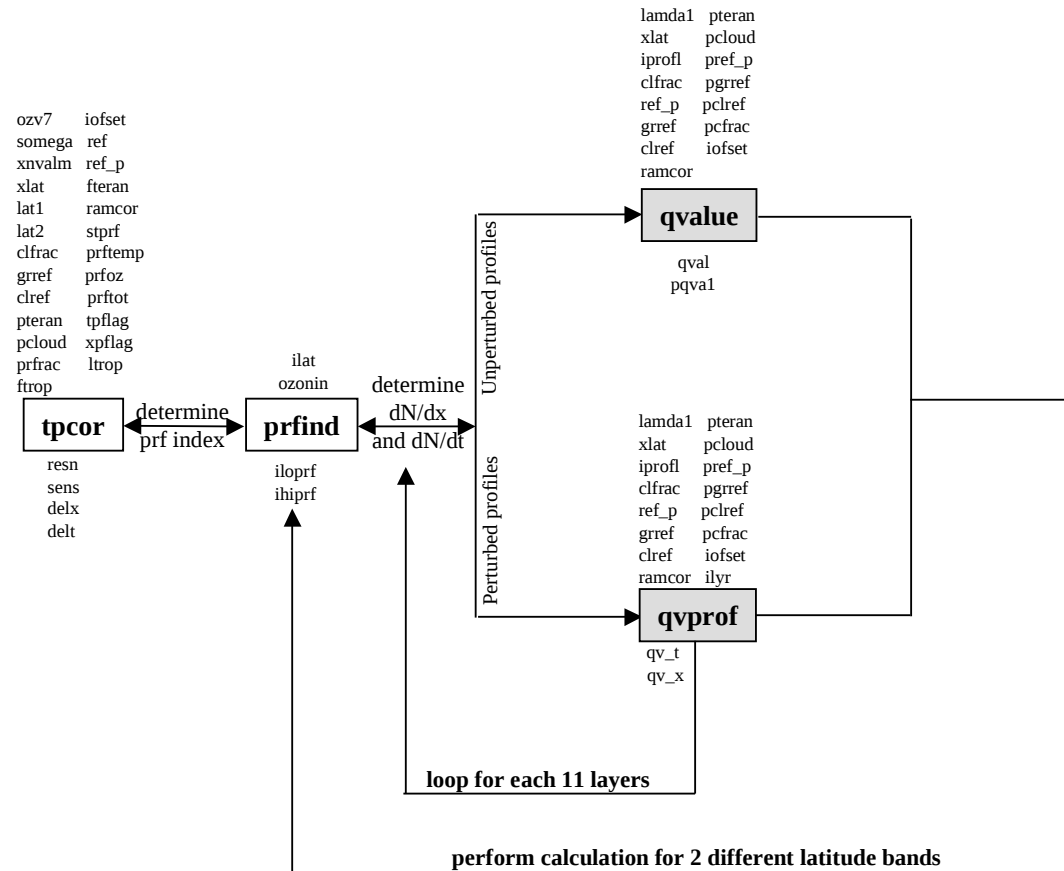 lamda1 pteran
xlat pcloud
iprofl pref_p
clfrac pgrref
ref_p pclref
grref pcfrac
clref iofset
ramcor
ozv7 iofset
somega ref
xnvalm ref_p
xlat fteran
lat1 ramcor
lat2 stprf
clfrac prftemp
grref prfoz
clref prftot
pteran tpflag
pcloud xpflag
prfrac ltrop
ftrop
tpcor
resn
sens
delx
delt
determine
prf index
ilat
ozonin
prfind
iloprf
ihiprf
determine
dN/dx
and dN/dt
Unperturbed profiles
Perturbed profiles
qvalue
qval
pqva1
lamda1 pteran
xlat pcloud
iprofl pref_p
clfrac pgrref
ref_p pclref
grref pcfrac
clref iofset
ramcor ilyr
qvprof
qv_t
qv_x
loop for each 11 layers
perform calculation for 2 different latitude bands